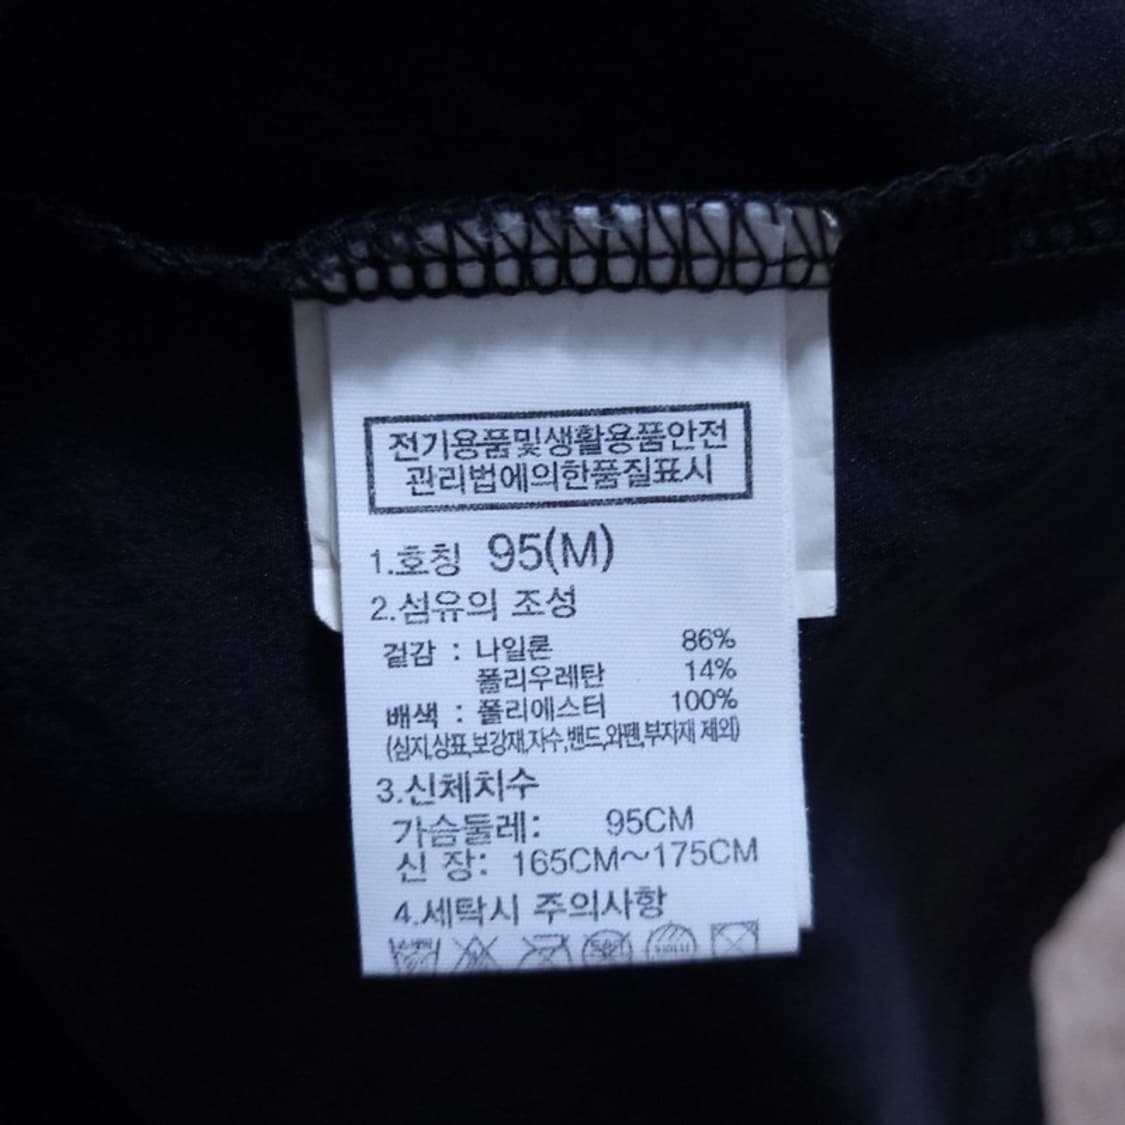 전기용품및생활용품안전
관리법에의한품질표시
1.호칭 95(M)
2.섬유의 조성
겉감 : 나일론 86%
폴리우레탄 14%
배색 : 폴리에스터 100%
(심지,상표,보강재,자수,밴드,와펜,부자재 제외)
3.신체치수
가슴둘레: 95CM
신 장: 165CM~175CM
4.세탁시 주의사항